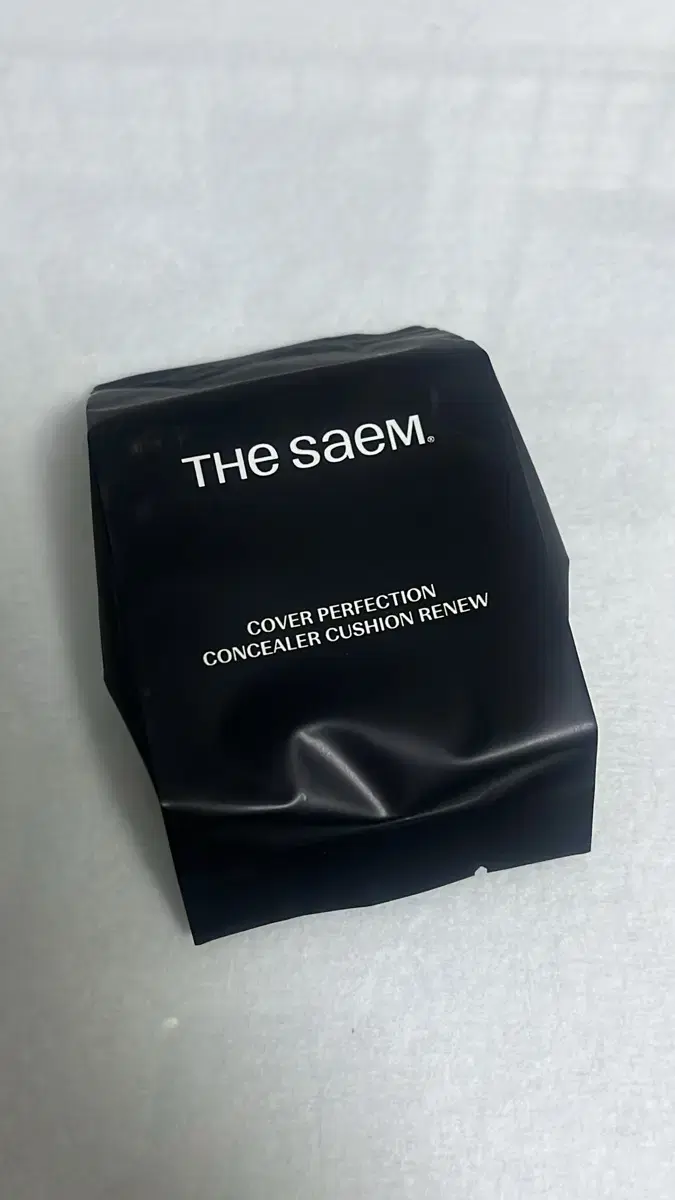 THE SAEM®
COVER PERFECTION
CONCEALER CUSHION RENEW